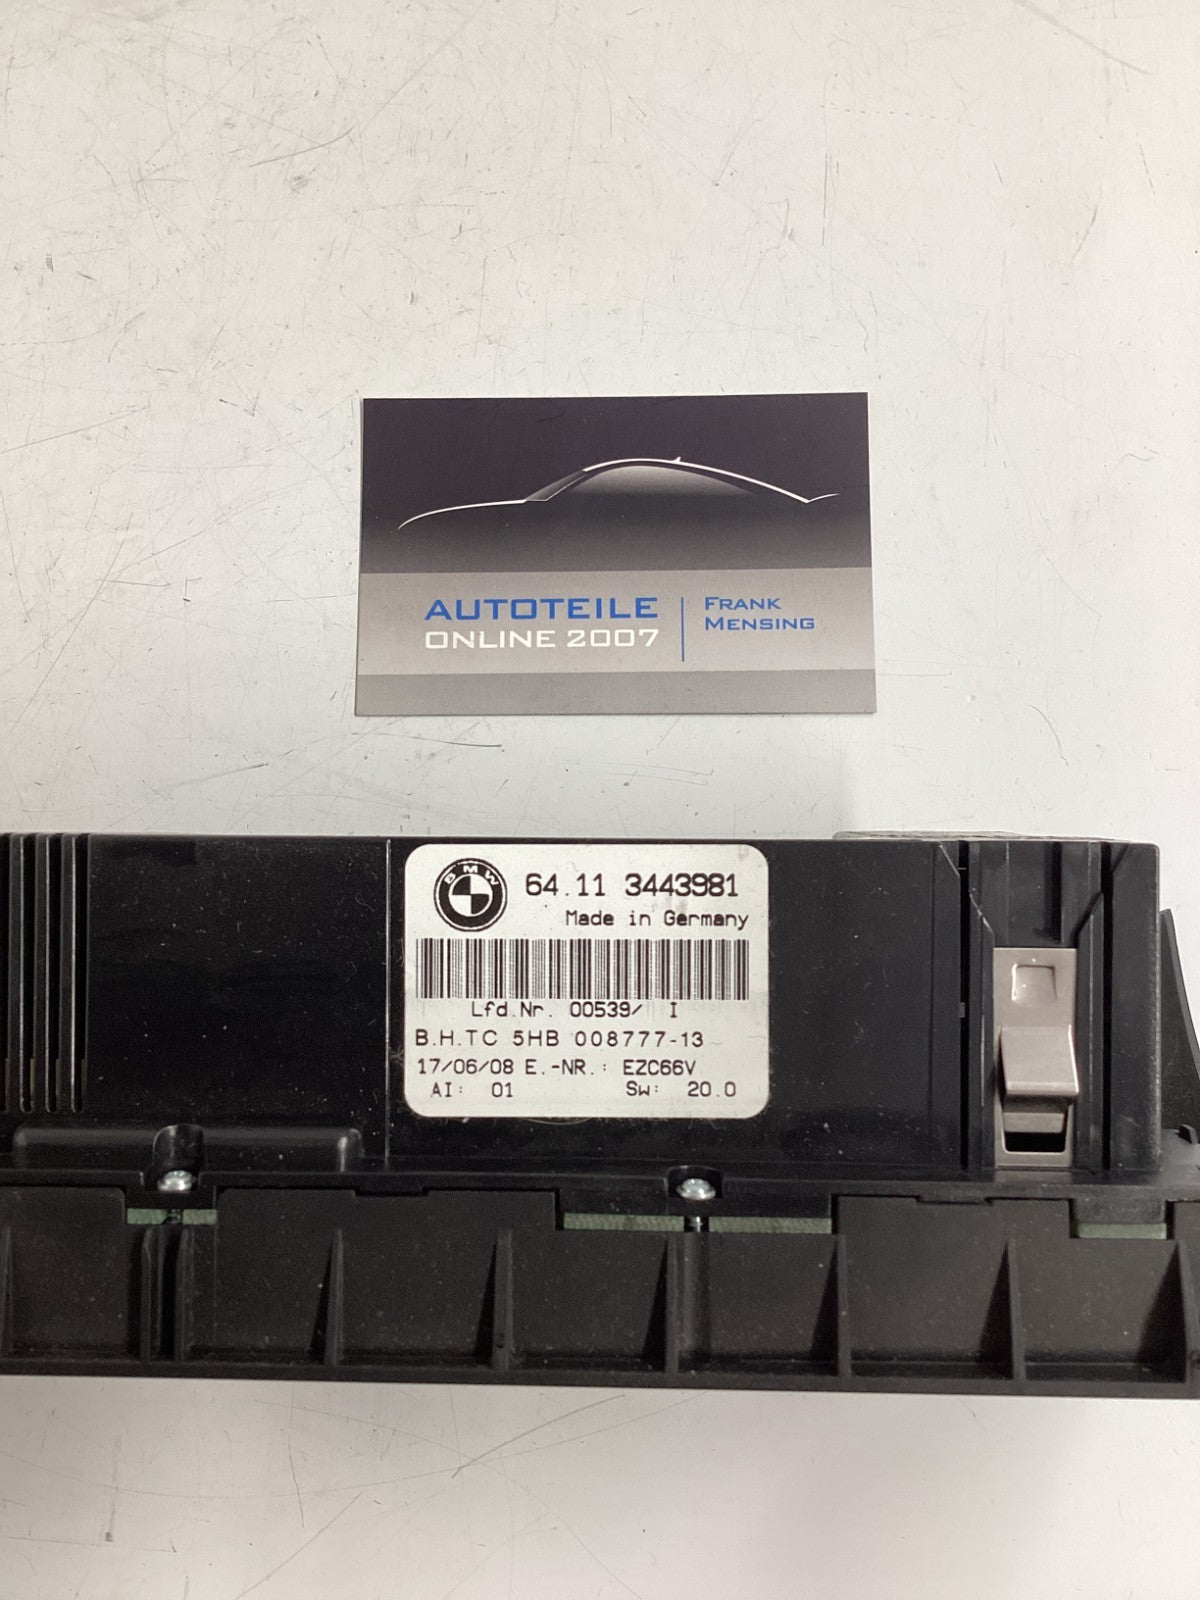 AUTOTEILE
ONLINE 2007
FRANK
MENSING
BMW
64.11 3443981
Made in Germany
Lfd.Nr. 00539/ I
B.H.TC 5HB 008777-13
17/06/08 E.-NR.: EZC66V
AI: 01 Sw: 20.0